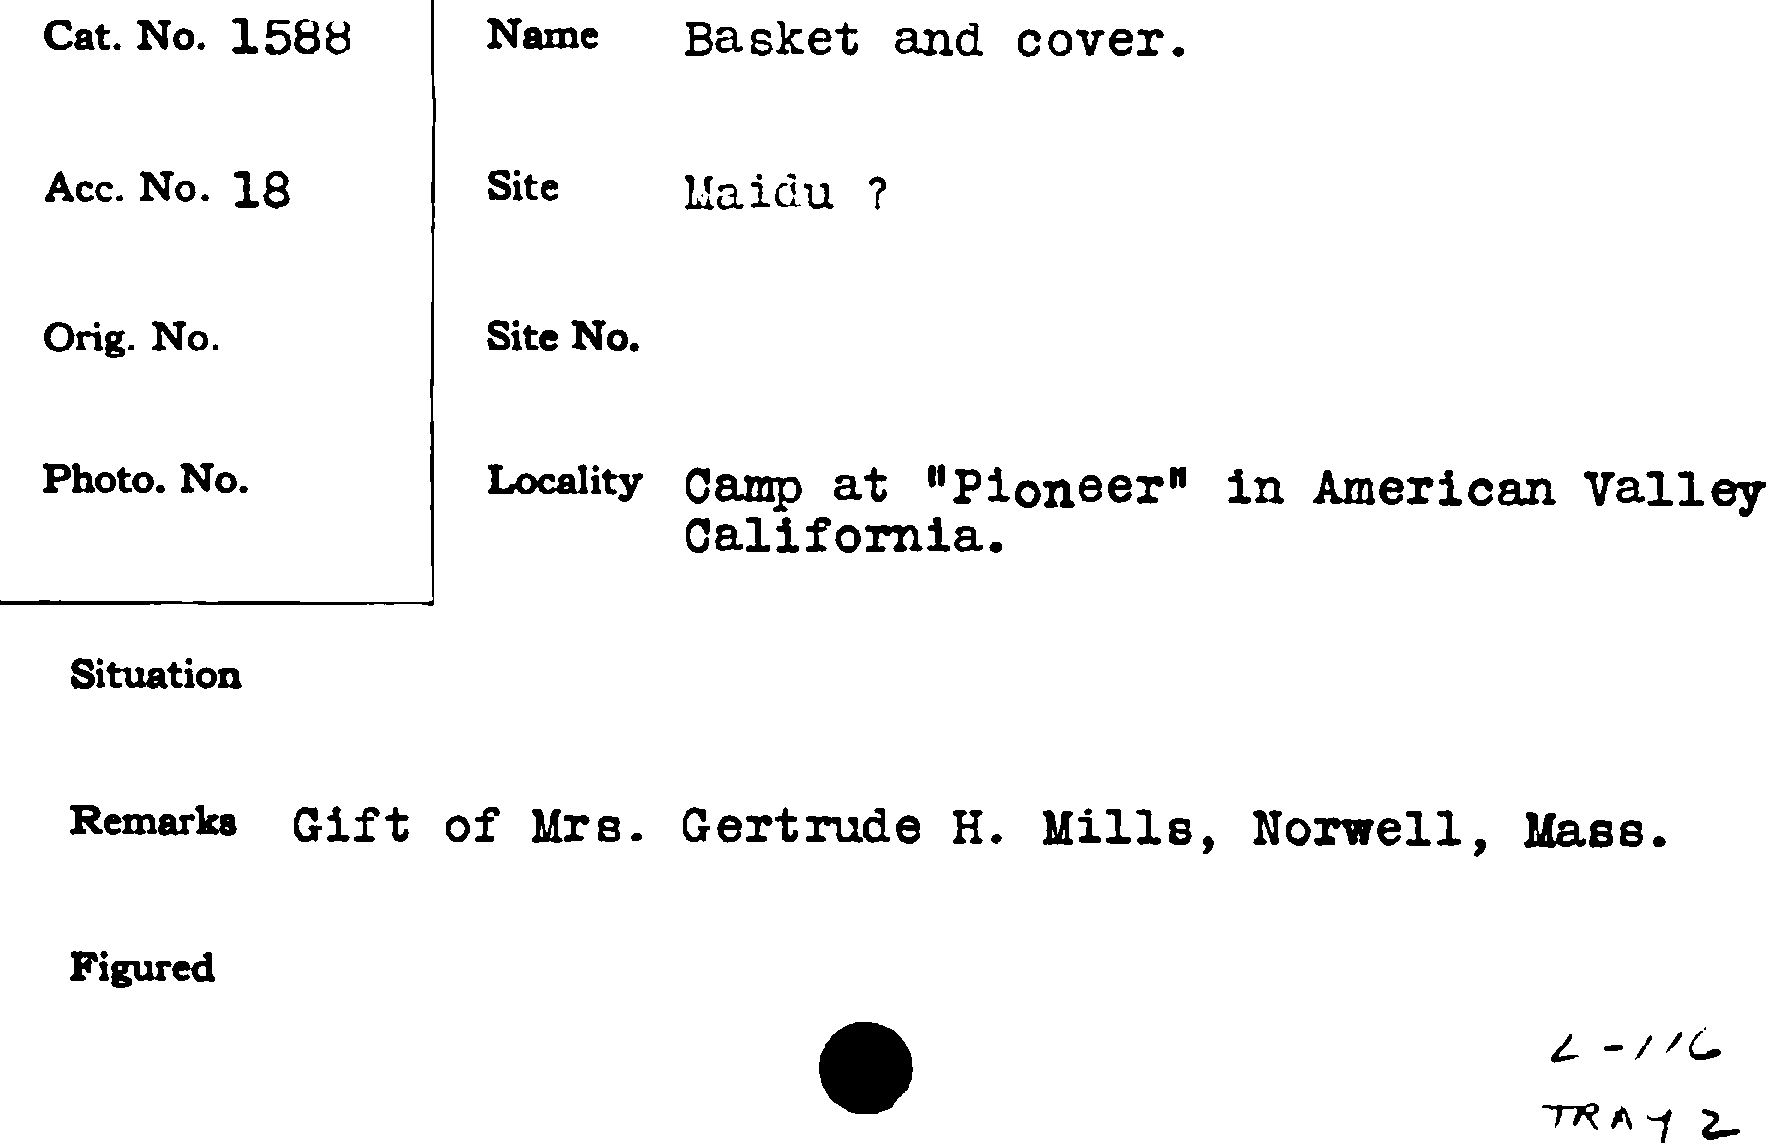 Cat. No. 1588 Name Basket and cover.
Acc. No. 18 Site Maidu ?
Orig. No. Site No.
Photo. No. Locality Camp at "Pioneer" in American Valley
California.
Situation
Remarks Gift of Mrs. Gertrude H. Mills, Norwell, Mass.
Figured
L-116
TRAY 2